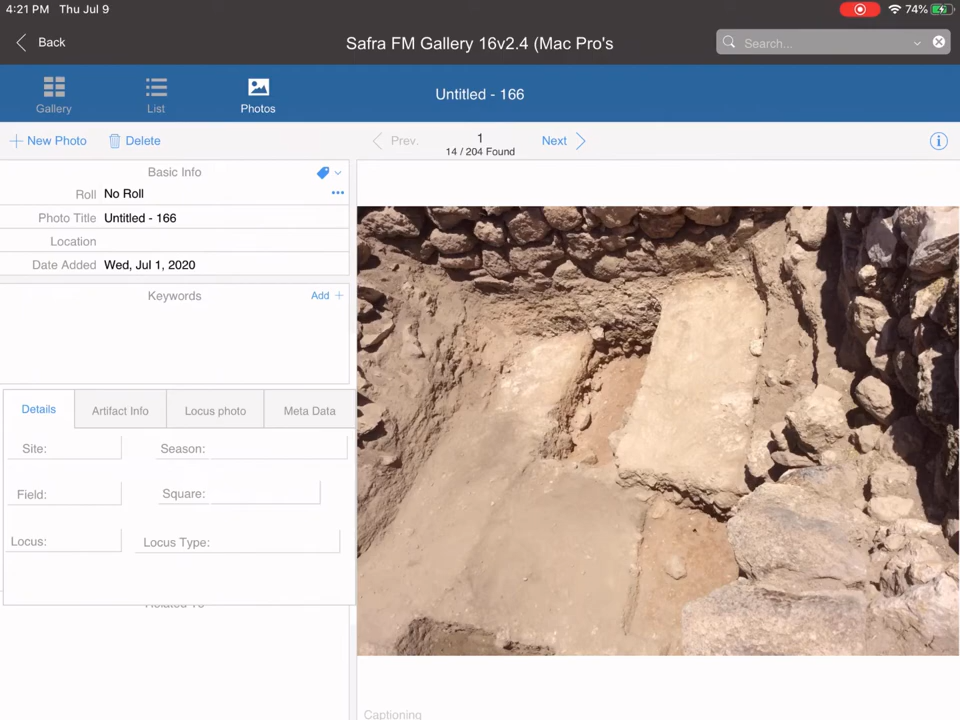 4:21 PM Thu Jul 9 74%
Back Safra FM Gallery 16v2.4 (Mac Pro's Search...
Gallery List Photos Untitled - 166
New Photo Delete Prev. 1 Next
14 / 204 Found
Basic Info
Roll No Roll
Photo Title Untitled - 166
Location
Date Added Wed, Jul 1, 2020
Keywords Add +
Details Artifact Info Locus photo Meta Data
Site: Season:
Field: Square:
Locus: Locus Type:
Related To
Captioning